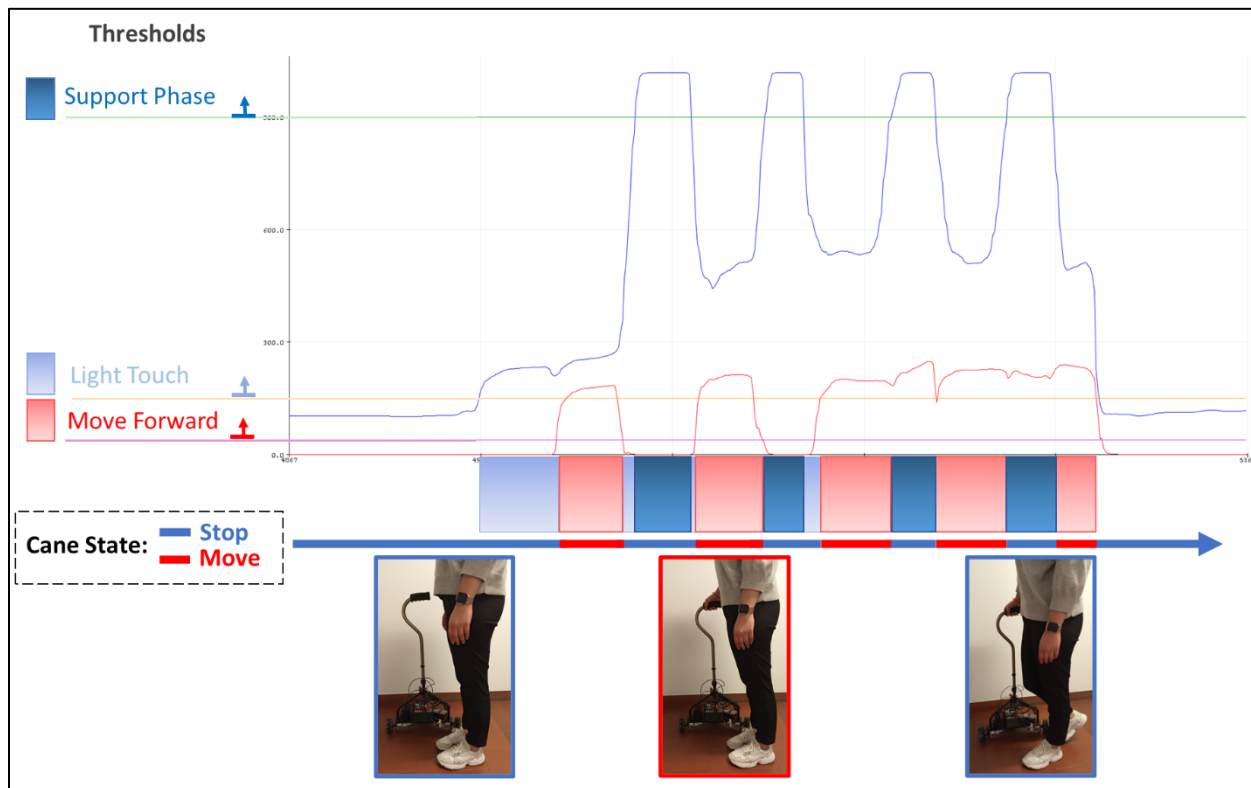 Thresholds
Support Phase
600.0
300.0
Light Touch
Move Forward
0.0
Cane State:
Stop
Move